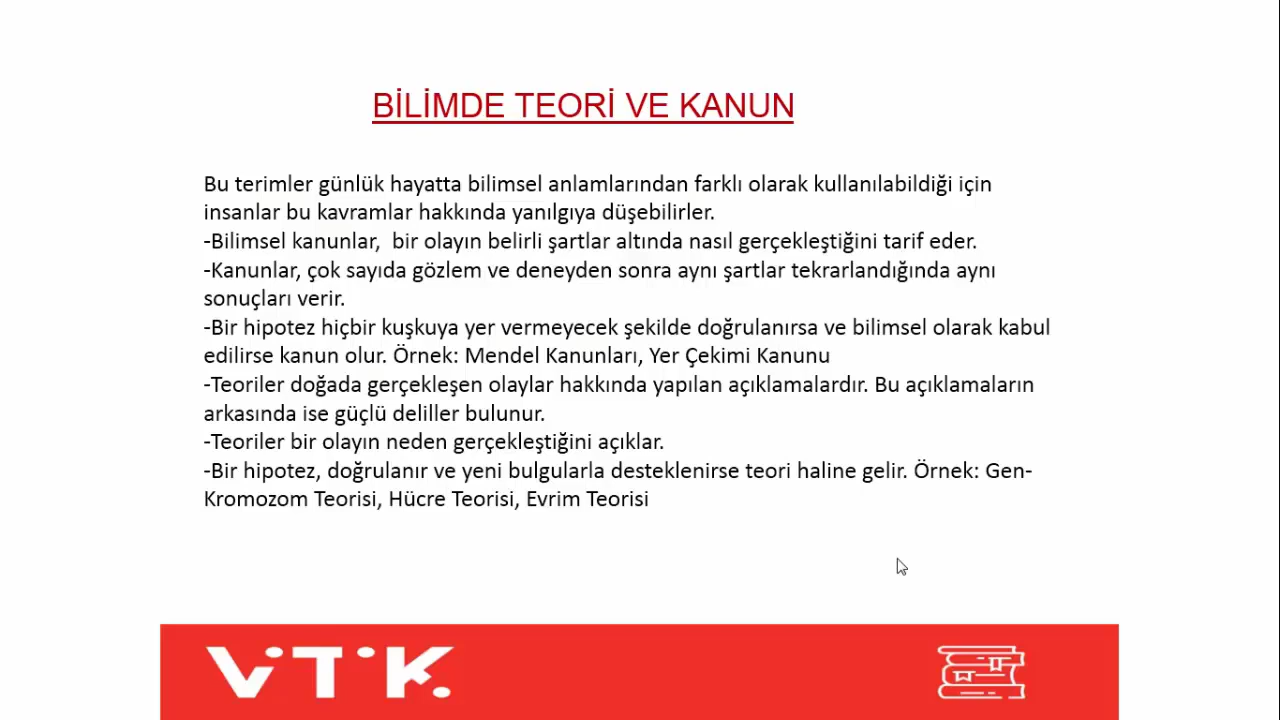 BİLİMDE TEORİ VE KANUN
Bu terimler günlük hayatta bilimsel anlamlarından farklı olarak kullanılabildiği için
insanlar bu kavramlar hakkında yanılgıya düşebilirler.
-Bilimsel kanunlar,  bir olayın belirli şartlar altında nasıl gerçekleştiğini tarif eder.
-Kanunlar, çok sayıda gözlem ve deneyden sonra aynı şartlar tekrarlandığında aynı
sonuçları verir.
-Bir hipotez hiçbir kuşkuya yer vermeyecek şekilde doğrulanırsa ve bilimsel olarak kabul
edilirse kanun olur. Örnek: Mendel Kanunları, Yer Çekimi Kanunu
-Teoriler doğada gerçekleşen olaylar hakkında yapılan açıklamalardır. Bu açıklamaların
arkasında ise güçlü deliller bulunur.
-Teoriler bir olayın neden gerçekleştiğini açıklar.
-Bir hipotez, doğrulanır ve yeni bulgularla desteklenirse teori haline gelir. Örnek: Gen-
Kromozom Teorisi, Hücre Teorisi, Evrim Teorisi
ViTiK.